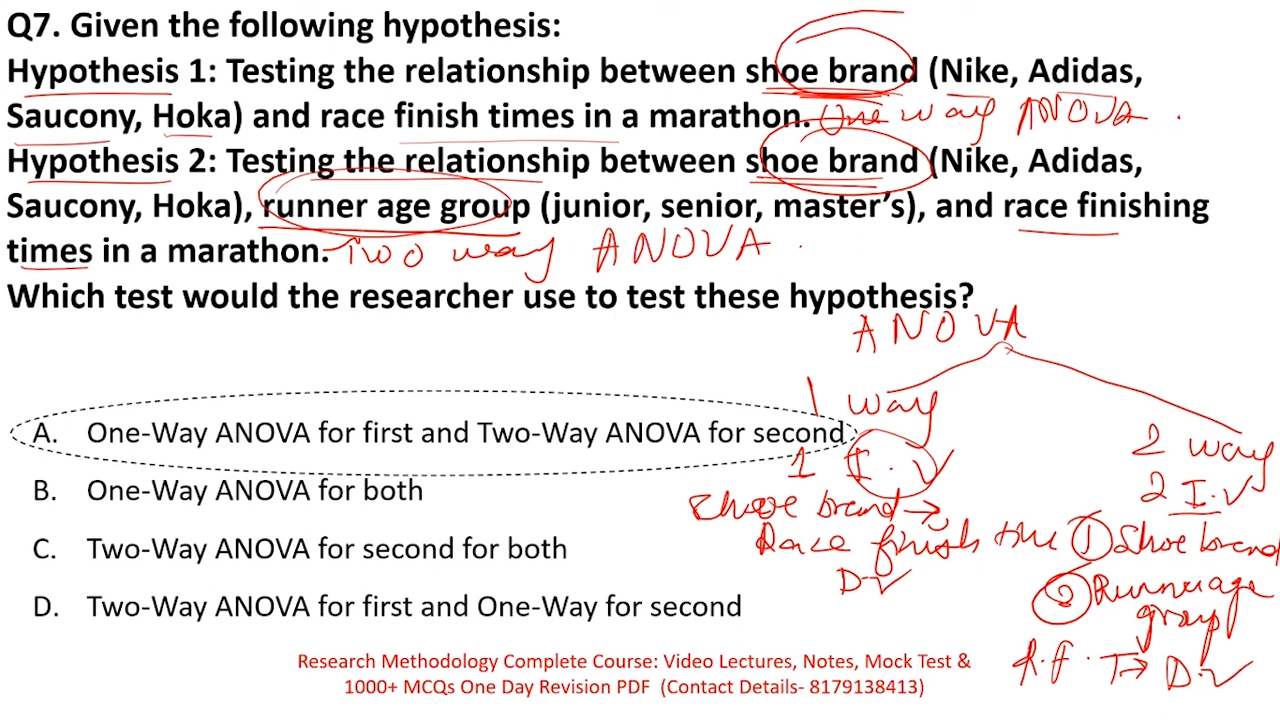 Q7. Given the following hypothesis:
Hypothesis 1: Testing the relationship between shoe brand (Nike, Adidas,
Saucony, Hoka) and race finish times in a marathon. One way ANOVA.
Hypothesis 2: Testing the relationship between shoe brand (Nike, Adidas,
Saucony, Hoka), runner age group (junior, senior, master's), and race finishing
times in a marathon. Two way ANOVA.
Which test would the researcher use to test these hypothesis?
ANOVA
1 way
2 way
A. One-Way ANOVA for first and Two-Way ANOVA for second
1 I.V
2 I.V
B. One-Way ANOVA for both
Shoe brand →
Race finish time
D.V
① Shoe brand
C. Two-Way ANOVA for second for both
② Runner age
group
D. Two-Way ANOVA for first and One-Way for second
R.f.T → D.V
Research Methodology Complete Course: Video Lectures, Notes, Mock Test &
1000+ MCQs One Day Revision PDF (Contact Details- 8179138413)